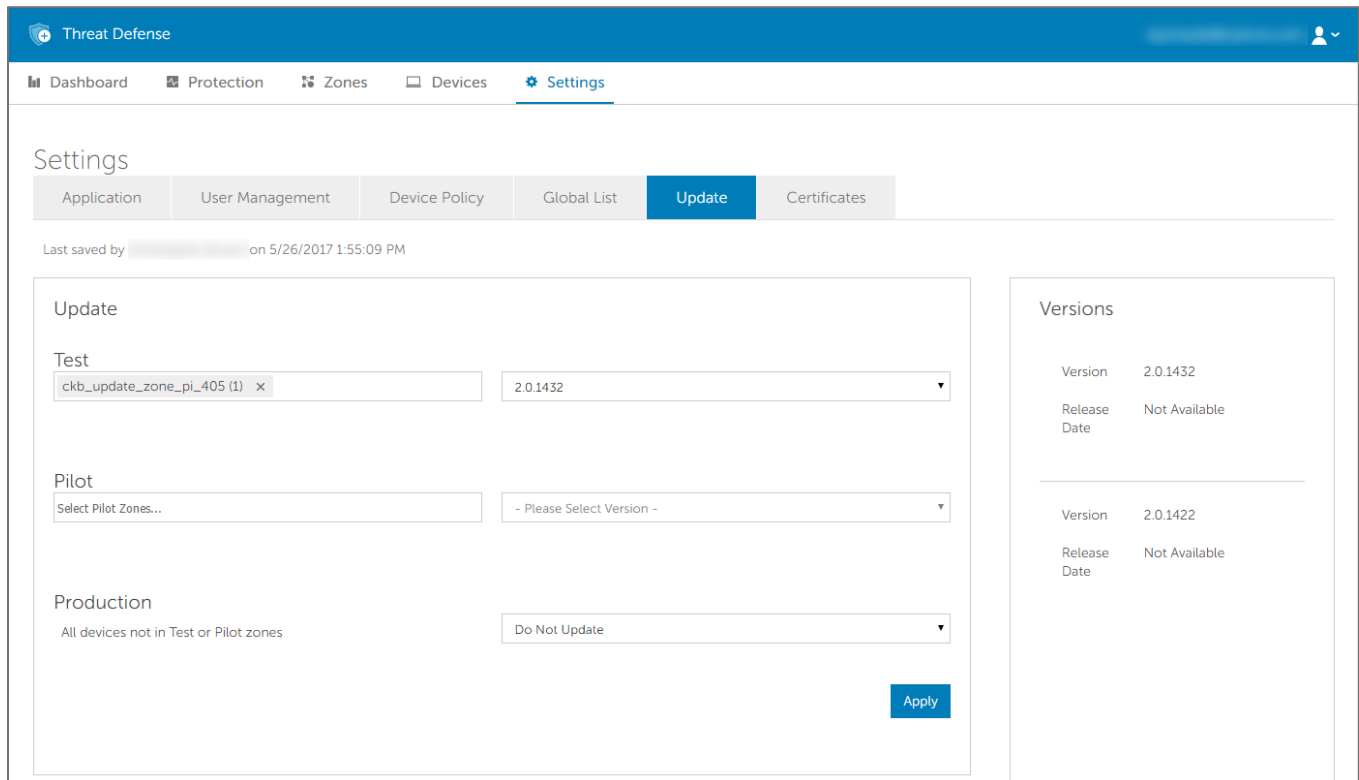 Threat Defense
Dashboard Protection Zones Devices Settings
Settings
Application User Management Device Policy Global List Update Certificates
Last saved by on 5/26/2017 1:55:09 PM
Update
Test
ckb_update_zone_pi_405 (1) x
2.0.1432
Pilot
Select Pilot Zones...
- Please Select Version -
Production
All devices not in Test or Pilot zones
Do Not Update
Apply
Versions
Version 2.0.1432
Release Not Available
Date
Version 2.0.1422
Release Not Available
Date